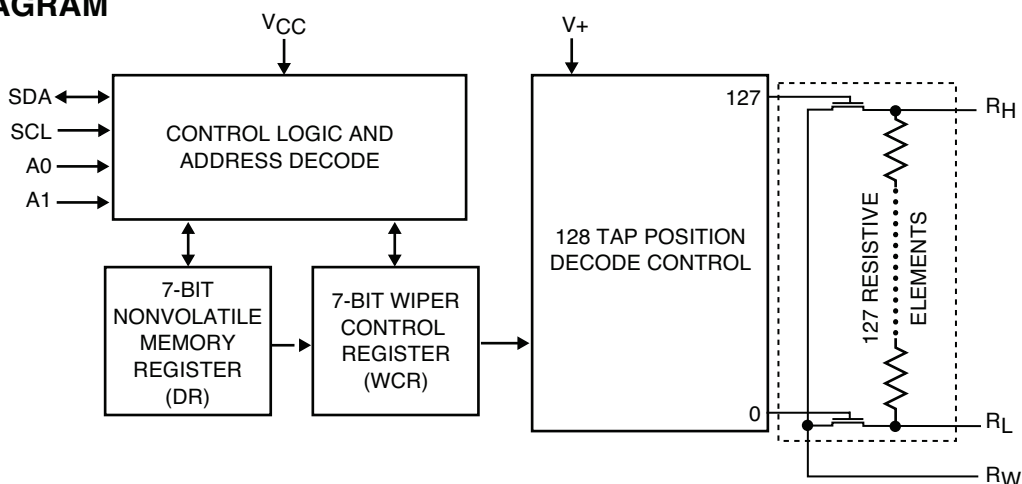 AGRAM
VCC
V+
SDA
SCL
A0
A1
CONTROL LOGIC AND
ADDRESS DECODE
7-BIT
NONVOLATILE
MEMORY
REGISTER
(DR)
7-BIT WIPER
CONTROL
REGISTER
(WCR)
128 TAP POSITION
DECODE CONTROL
127
0
127 RESISTIVE
ELEMENTS
RH
RL
RW